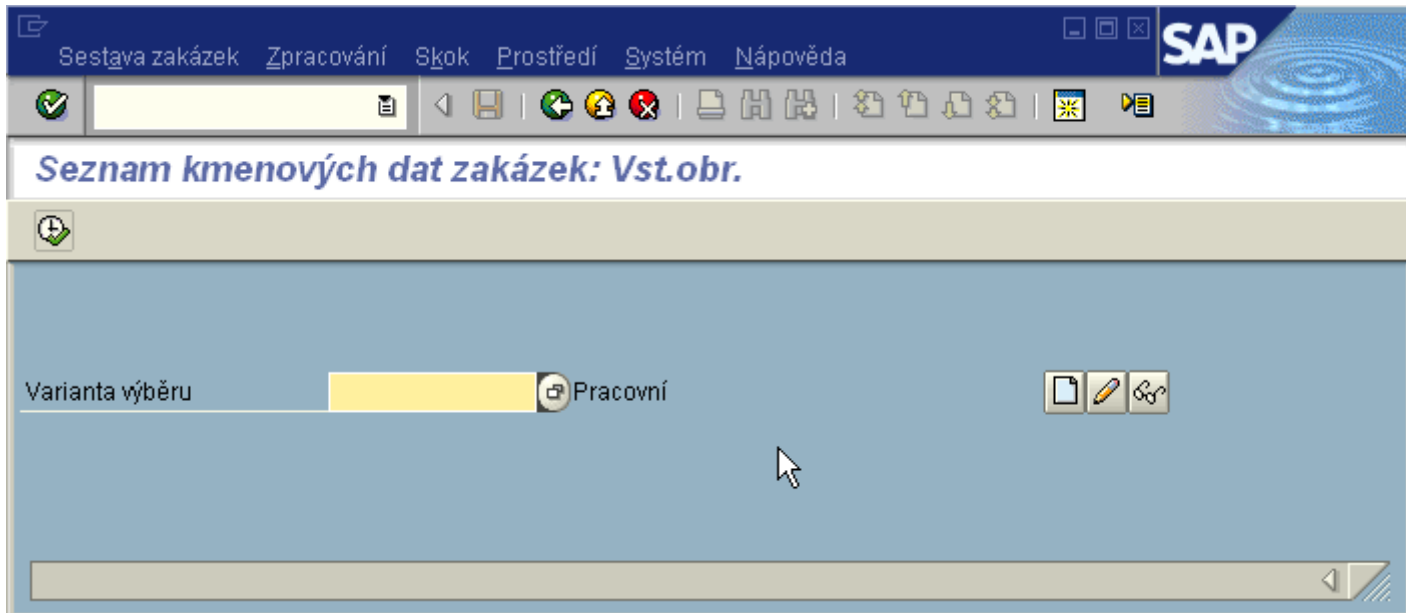 Sestava zakázek Zpracování Skok Prostředí Systém Nápověda
SAP
Seznam kmenových dat zakázek: Vst.obr.
Varianta výběru Pracovní